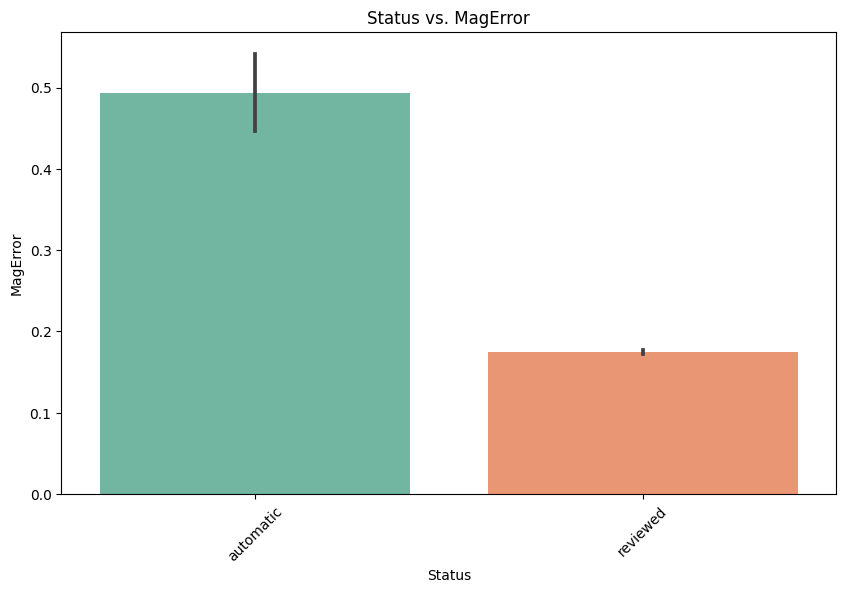 Status vs. MagError
MagError
0.5
0.4
0.3
0.2
0.1
0.0
automatic
reviewed
Status